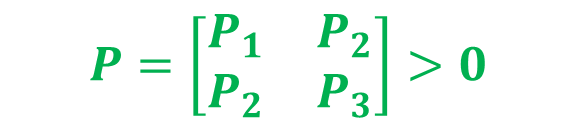 P = [P₁ P₂
P₂ P₃] > 0